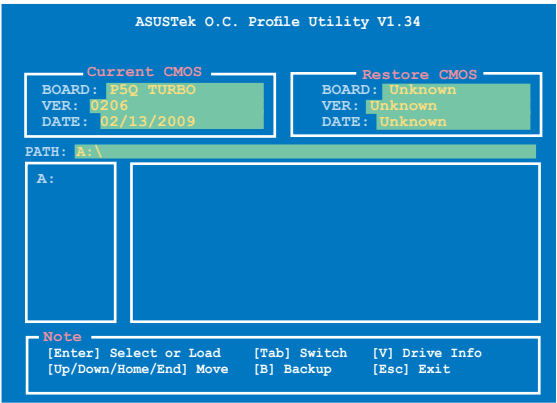 ASUSTek O.C. Profile Utility V1.34
Current CMOS
BOARD: P5Q TURBO
VER: 0206
DATE: 02/13/2009
Restore CMOS
BOARD: Unknown
VER: Unknown
DATE: Unknown
PATH: A:\
A:
Note
[Enter] Select or Load [Tab] Switch [V] Drive Info
[Up/Down/Home/End] Move [B] Backup [Esc] Exit